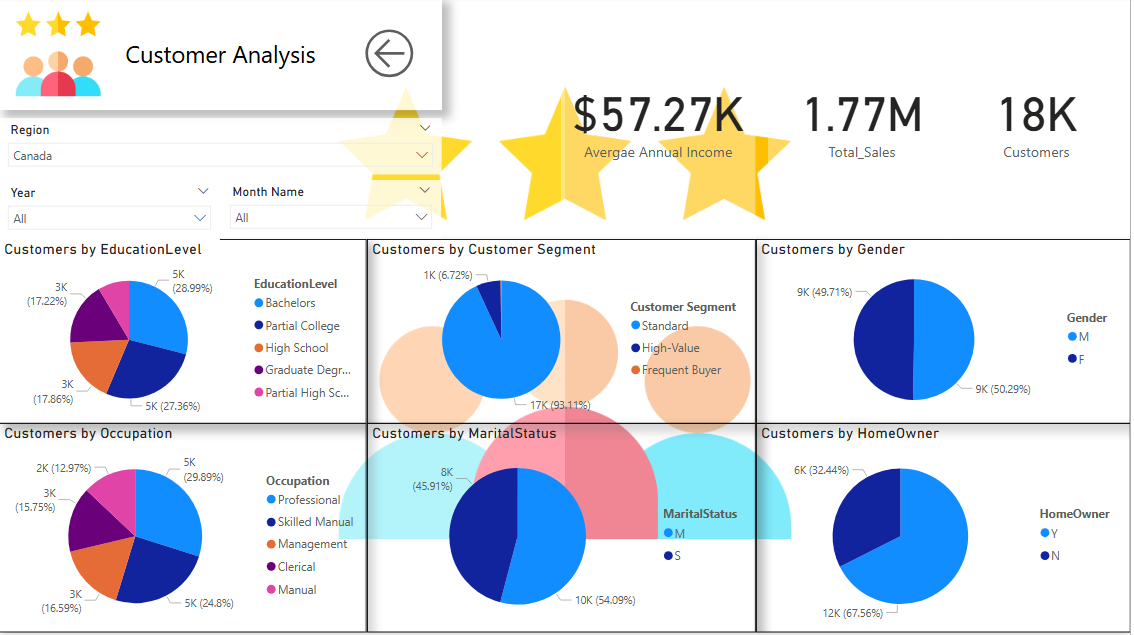 Customer Analysis
$57.27K
Avergae Annual Income
1.77M
Total_Sales
18K
Customers
Region
Canada
Year
All
Month Name
All
Customers by EducationLevel
5K
(28.99%)
5K (27.36%)
3K
(17.86%)
3K
(17.22%)
EducationLevel
Bachelors
Partial College
High School
Graduate Degr...
Partial High Sc...
Customers by Customer Segment
1K (6.72%)
17K (93.11%)
Customer Segment
Standard
High-Value
Frequent Buyer
Customers by Gender
9K (49.71%)
9K (50.29%)
Gender
M
F
Customers by Occupation
5K
(29.89%)
5K (24.8%)
3K
(16.59%)
3K
(15.75%)
2K (12.97%)
Occupation
Professional
Skilled Manual
Management
Clerical
Manual
Customers by MaritalStatus
8K
(45.91%)
10K (54.09%)
MaritalStatus
M
S
Customers by HomeOwner
6K (32.44%)
12K (67.56%)
HomeOwner
Y
N